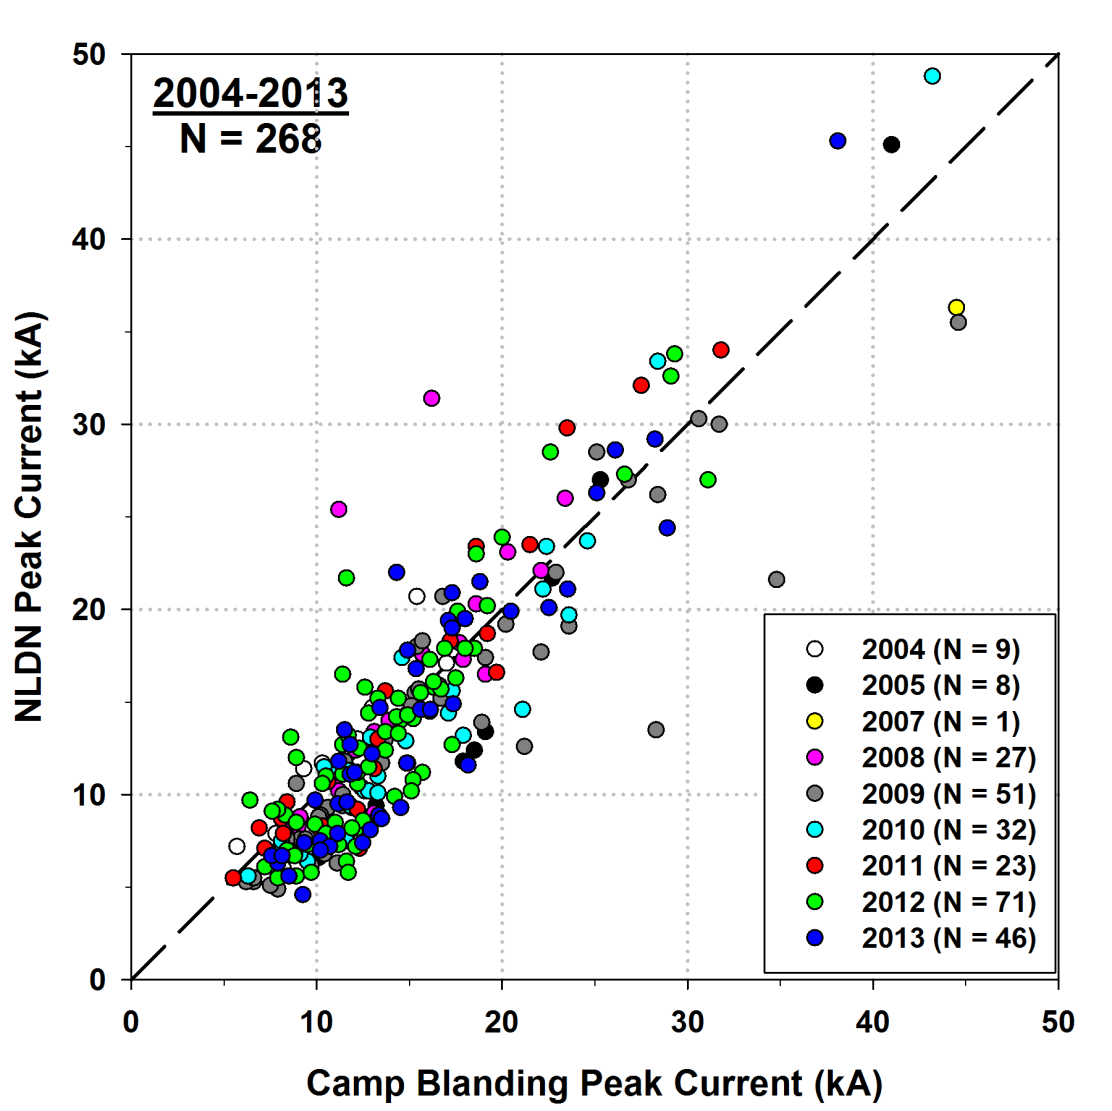 2004-2013
N = 268
50
40
30
20
10
0
NLDN Peak Current (kA)
2004 (N = 9)
2005 (N = 8)
2007 (N = 1)
2008 (N = 27)
2009 (N = 51)
2010 (N = 32)
2011 (N = 23)
2012 (N = 71)
2013 (N = 46)
0 10 20 30 40 50
Camp Blanding Peak Current (kA)